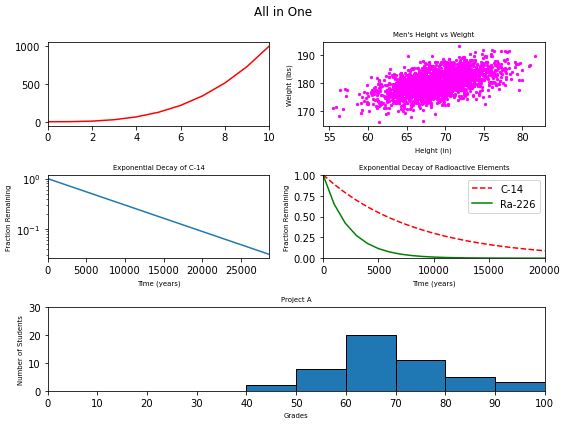 All in One
1000
500
0
0 2 4 6 8 10
Men's Height vs Weight
Weight (lbs)
190
180
170
55 60 65 70 75 80
Height (in)
Exponential Decay of C-14
Fraction Remaining
10⁰
10⁻¹
0 5000 10000 15000 20000 25000
Time (years)
Exponential Decay of Radioactive Elements
Fraction Remaining
1.00
0.75
0.50
0.25
0.00
C-14
Ra-226
0 5000 10000 15000 20000
Time (years)
Project A
Number of Students
30
20
10
0
0 10 20 30 40 50 60 70 80 90 100
Grades